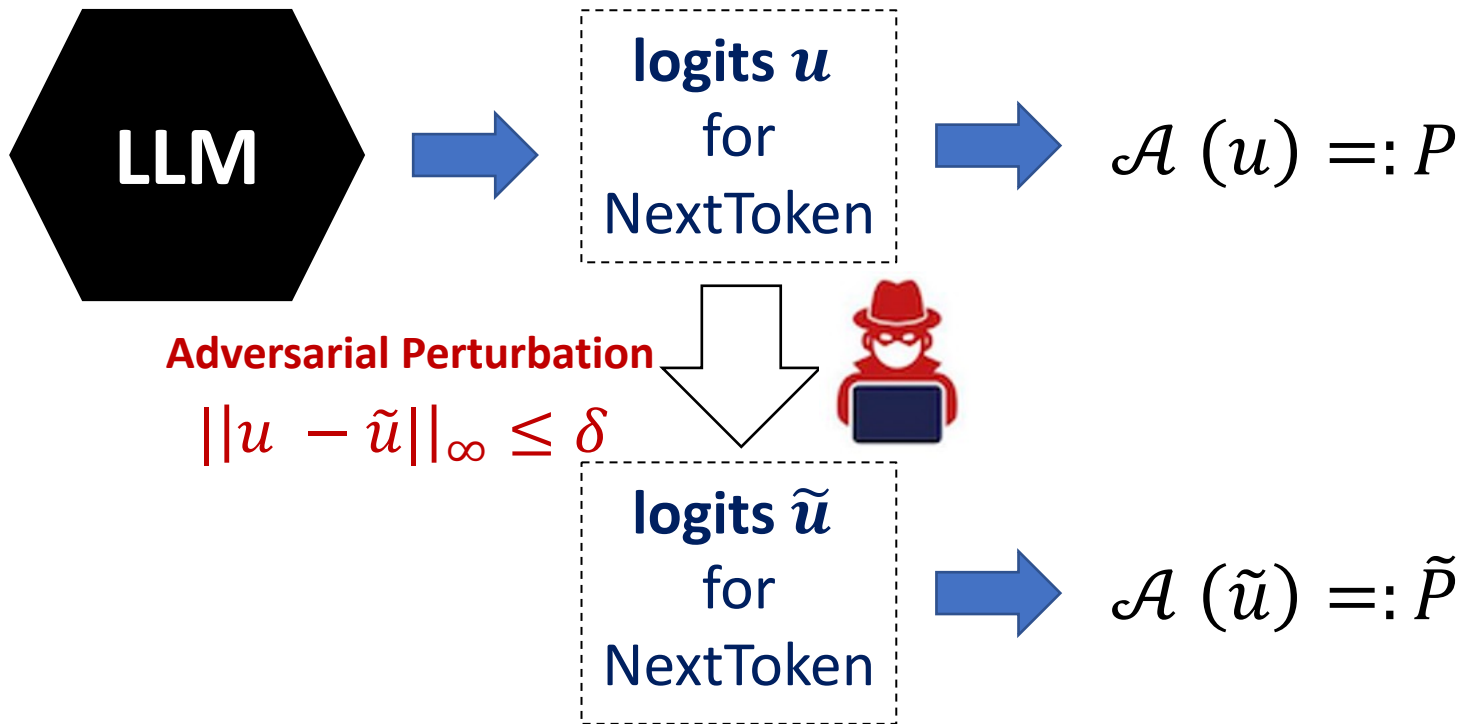 LLM
logits 𝒖
for
NextToken
𝒜 (𝑢) =: 𝑃
Adversarial Perturbation
||𝑢 − 𝑢̃||∞ ≤ 𝛿
logits 𝒖̃
for
NextToken
𝒜 (𝑢̃) =: 𝑃̃